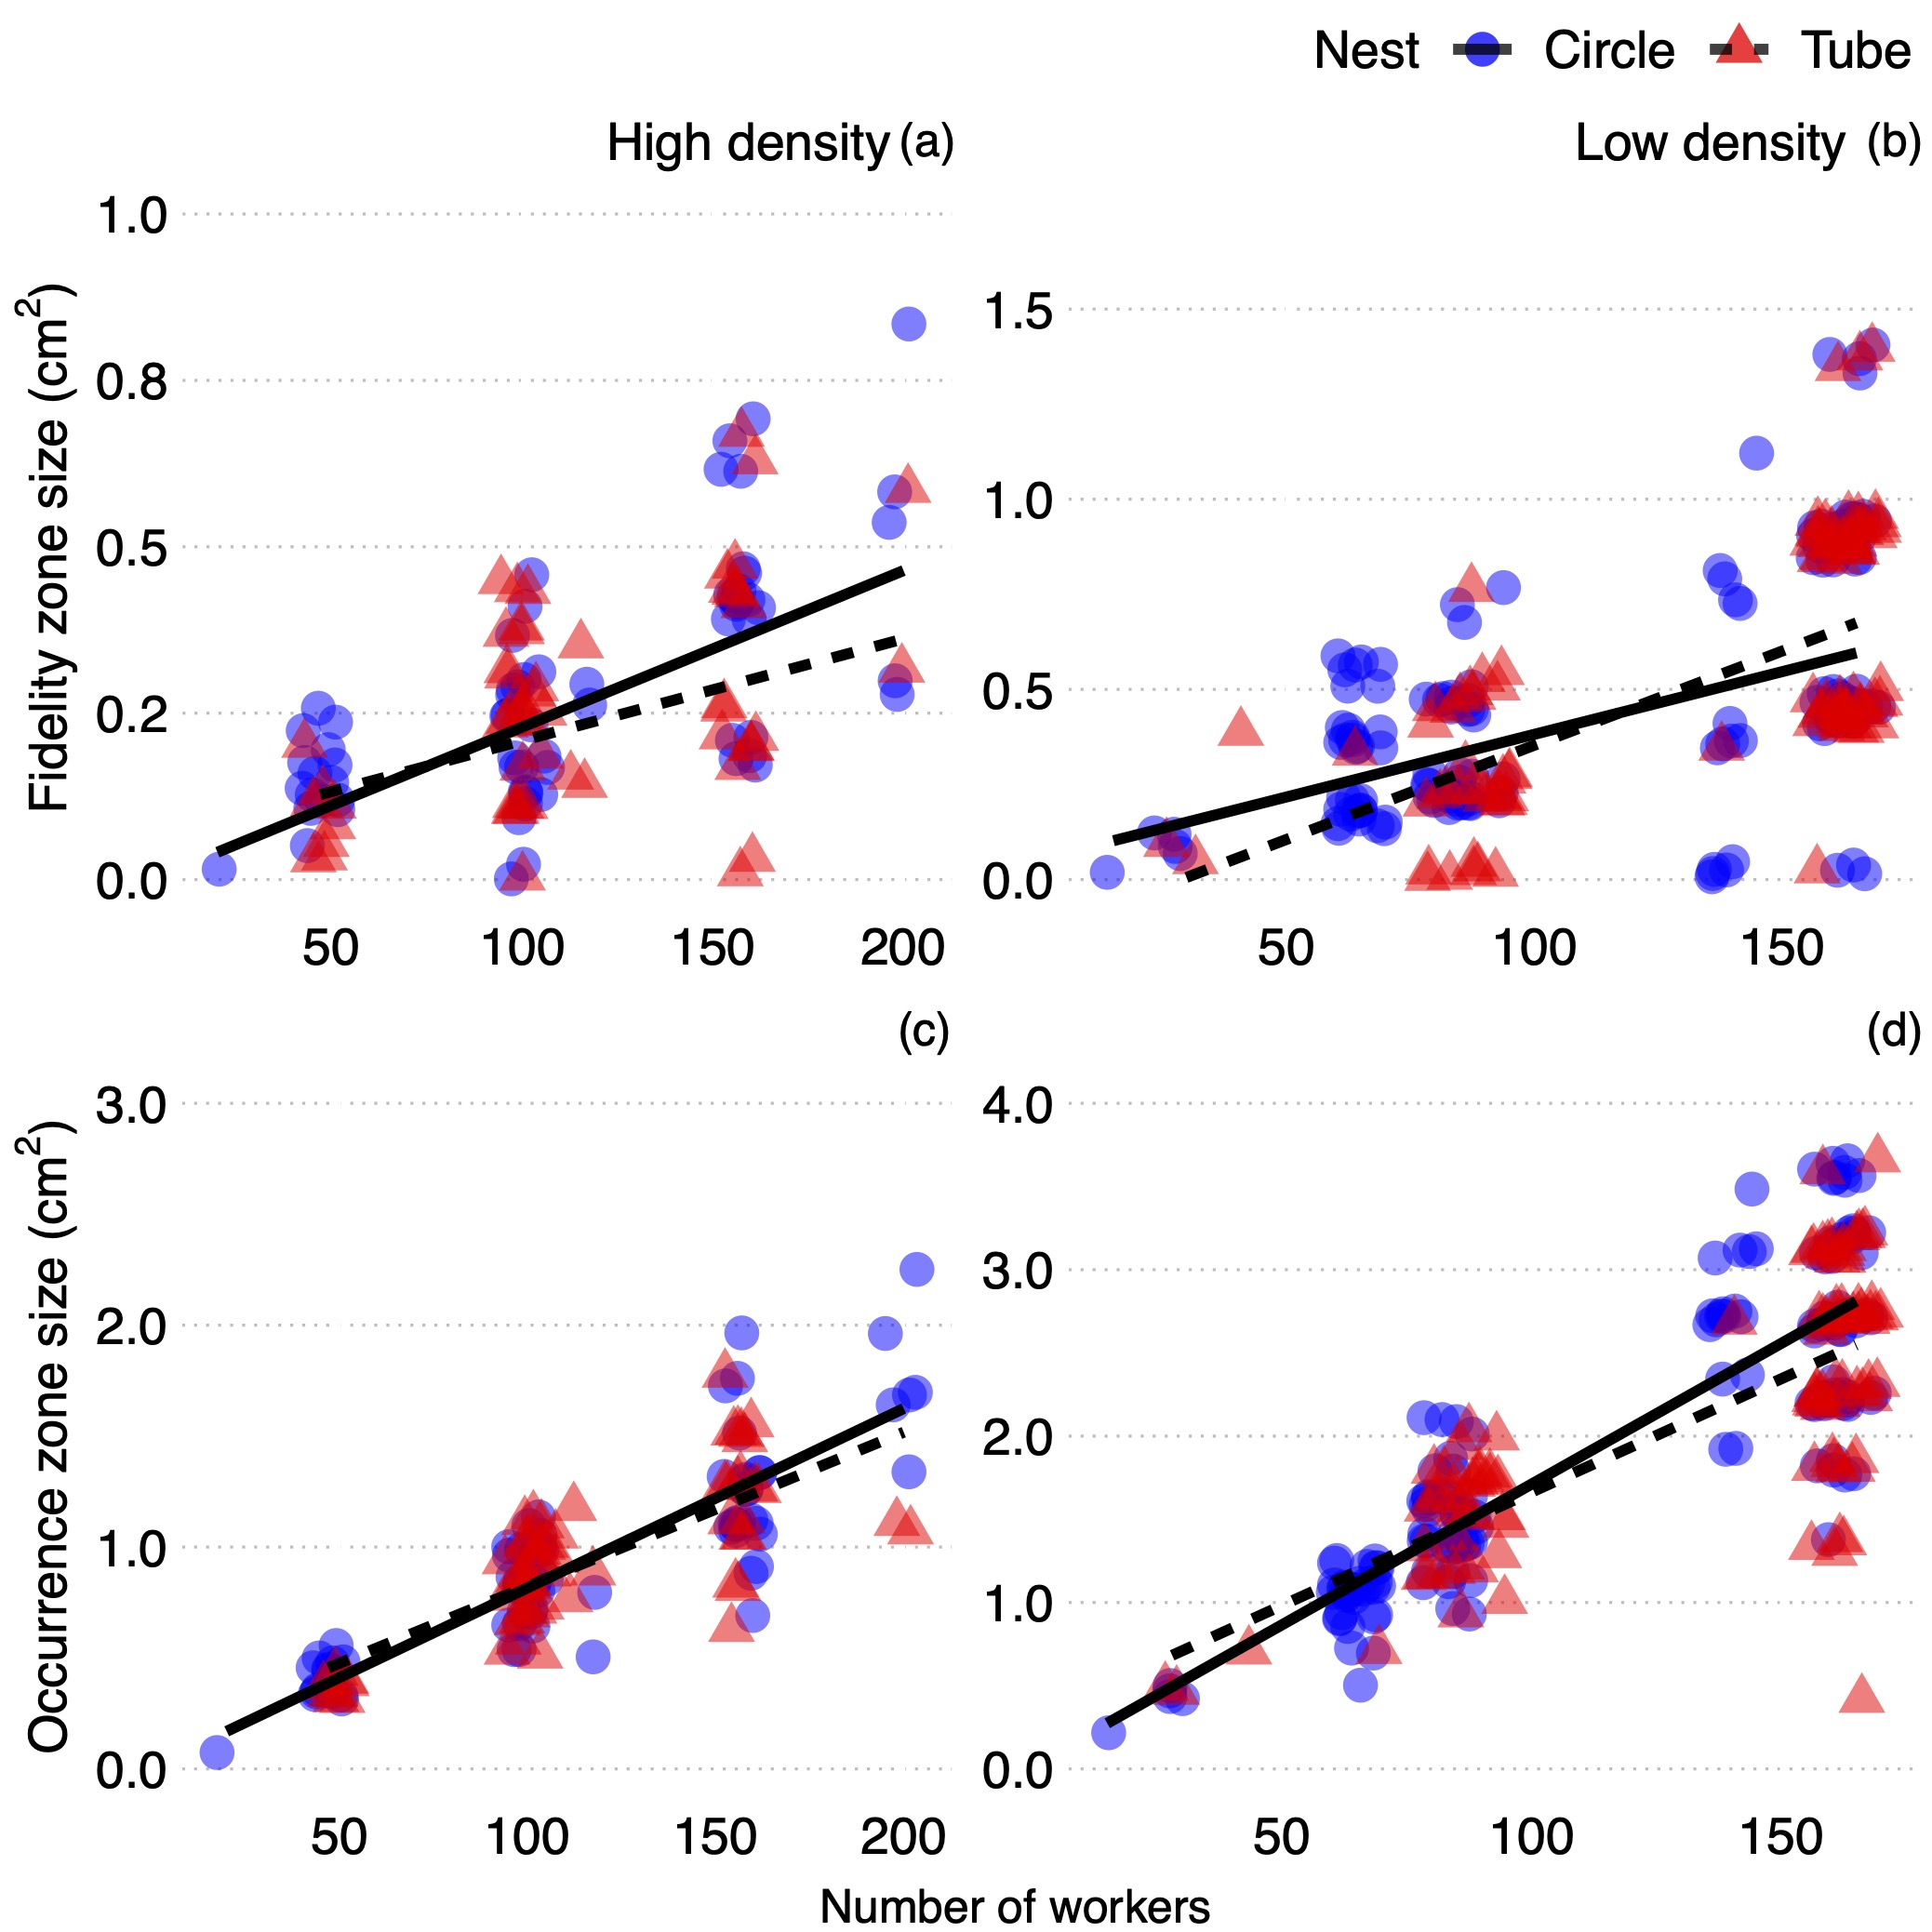 Nest Circle Tube
High density (a)
Low density (b)
Fidelity zone size (cm²)
1.0
0.8
0.5
0.2
0.0
50 100 150 200
1.5
1.0
0.5
0.0
50 100 150
(c)
(d)
Occurrence zone size (cm²)
3.0
2.0
1.0
0.0
50 100 150 200
4.0
3.0
2.0
1.0
0.0
50 100 150
Number of workers